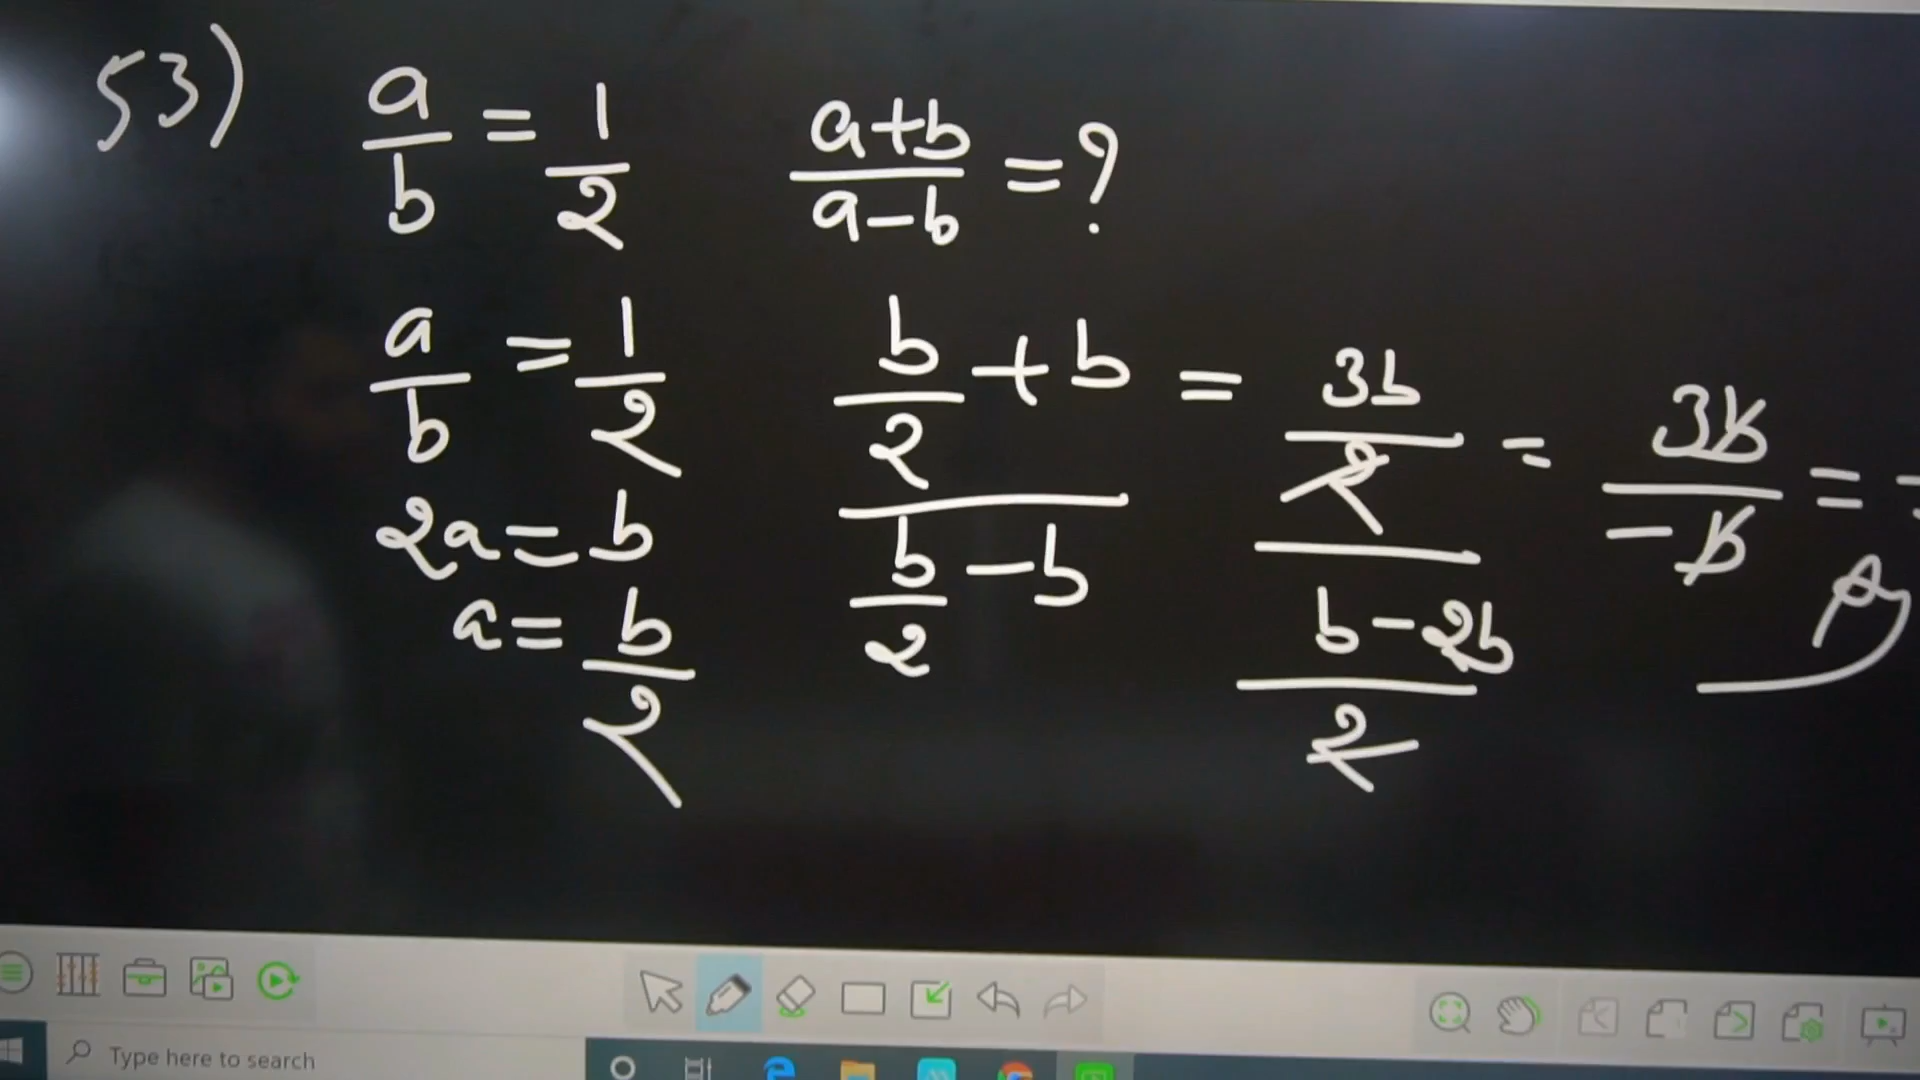 53) a/b = 1/2 (a+b)/(a-b) = ?
a/b = 1/2
2a = b
a = b/2
(b/2 + b)/(b/2 - b) = (3b/2)/((b-2b)/2) = 3b/-b =
Type here to search